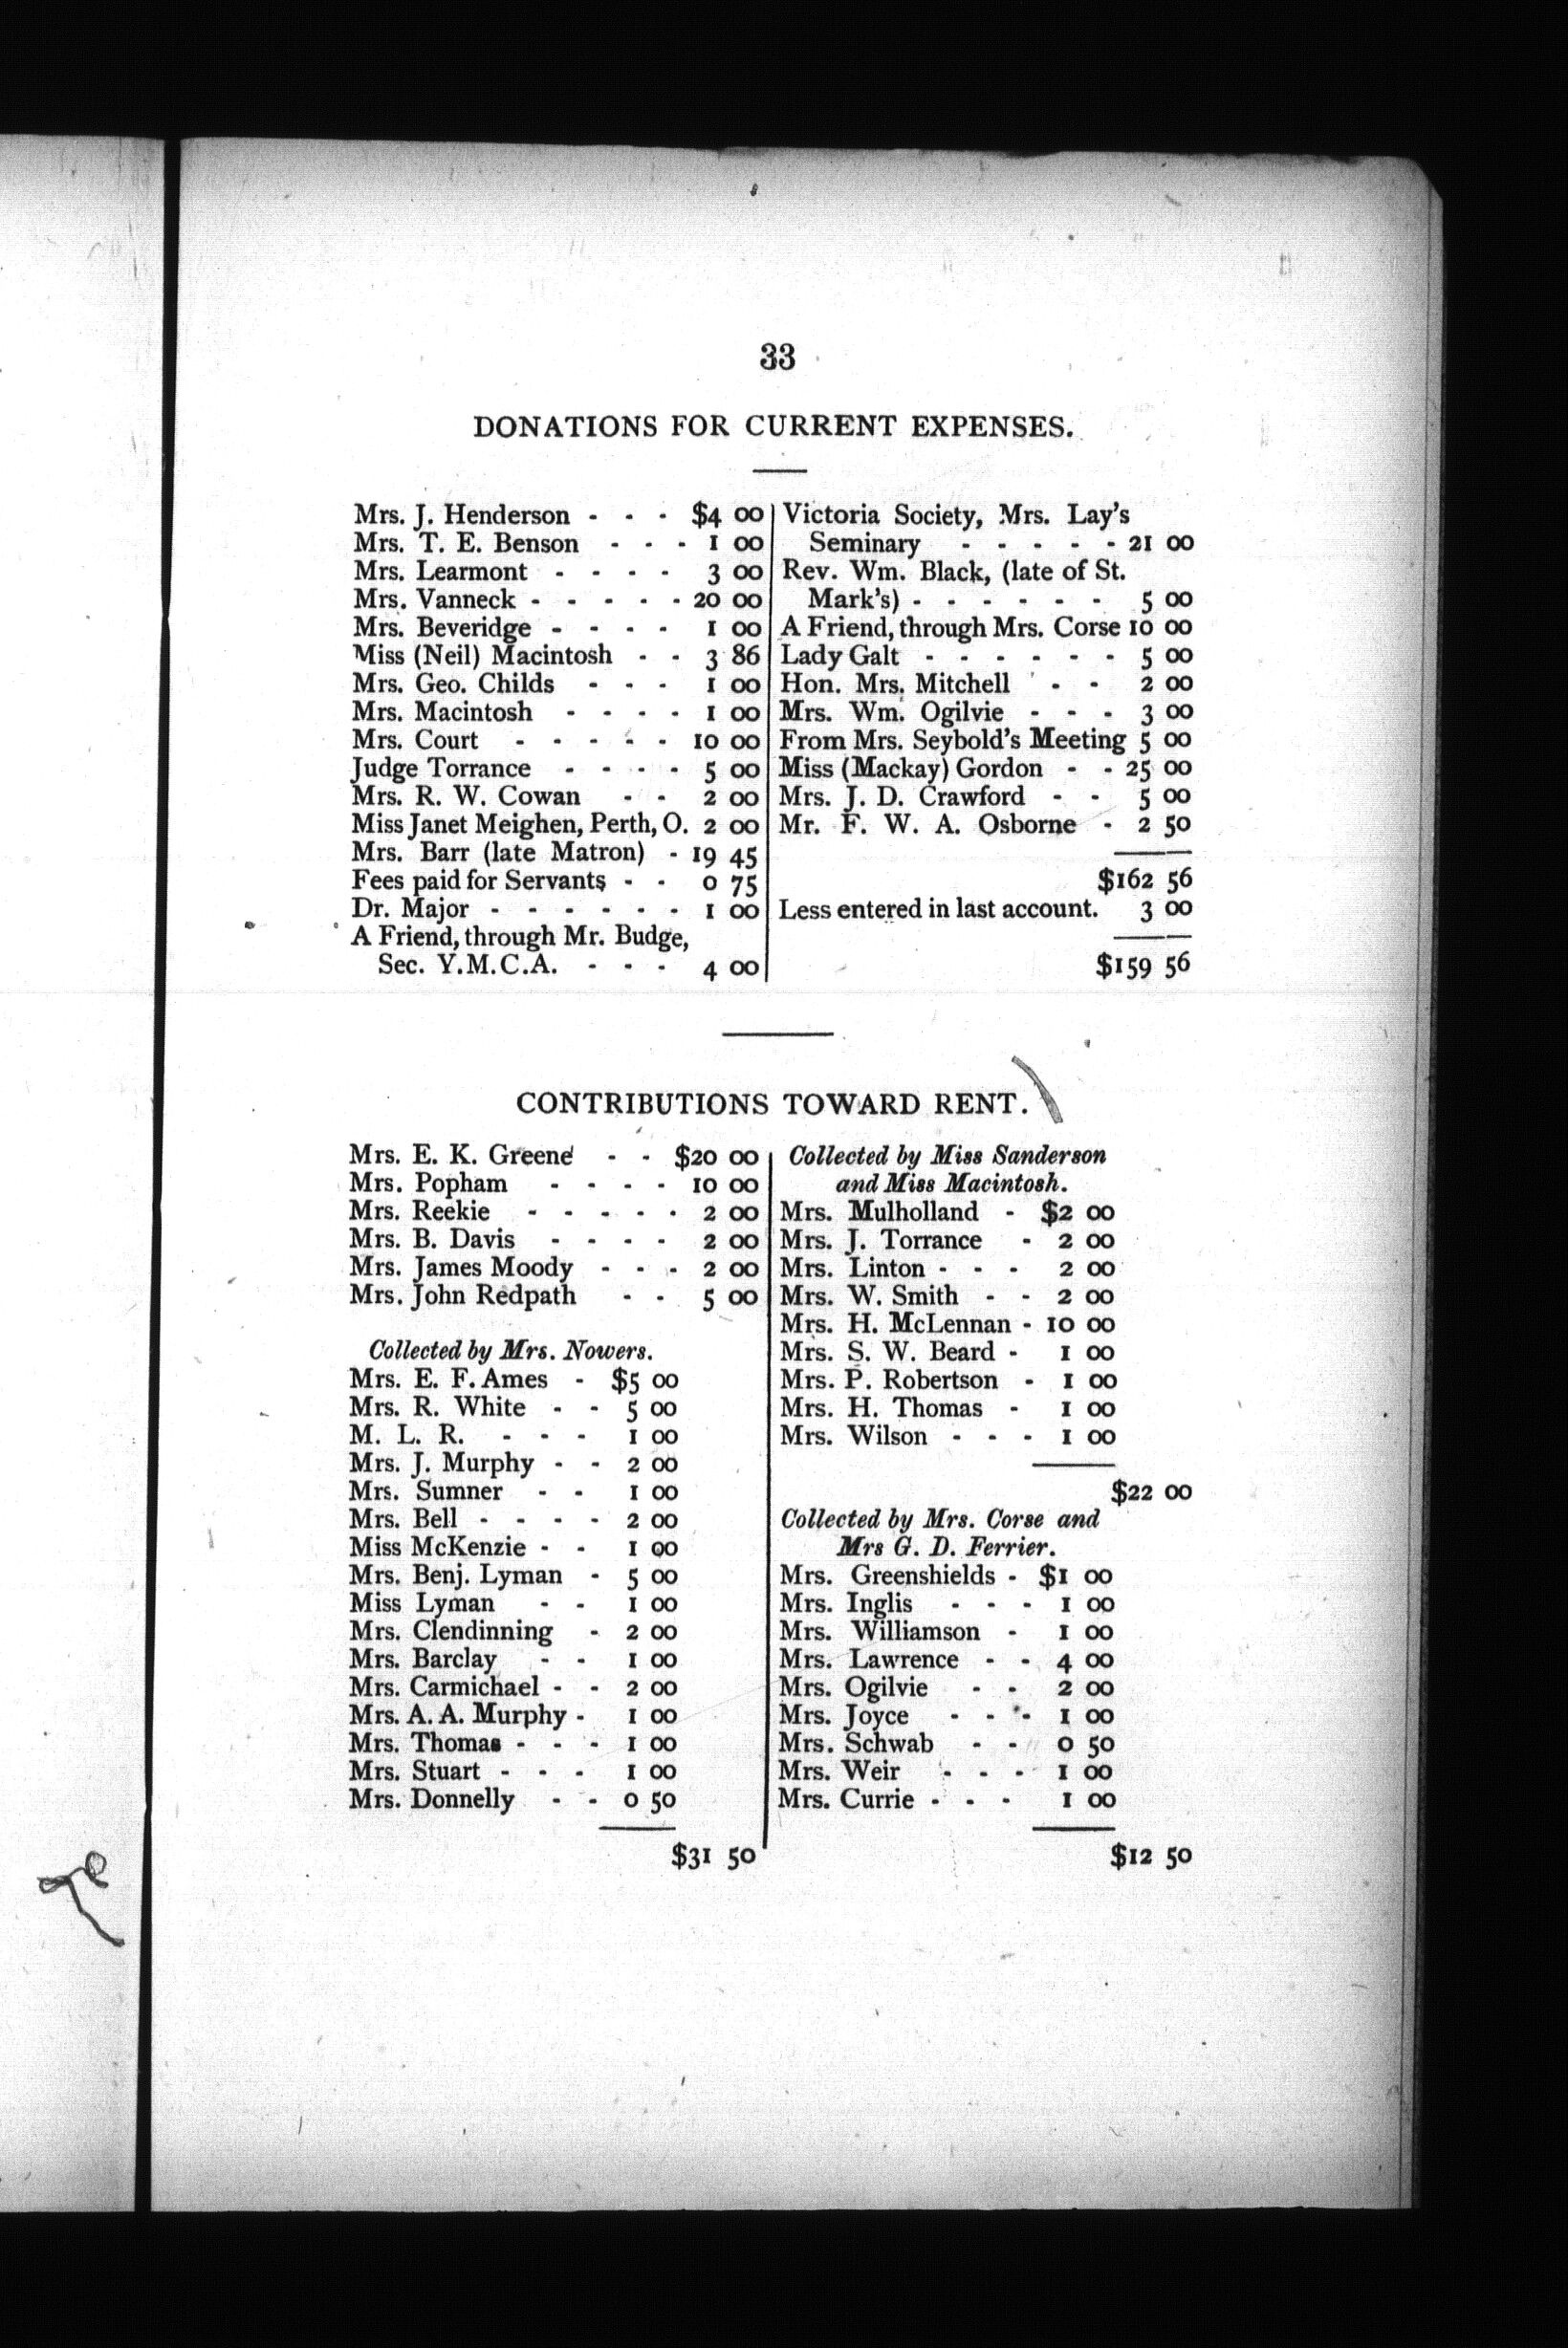 33
DONATIONS FOR CURRENT EXPENSES.
Mrs. J. Henderson - - - $4 00
Mrs. T. E. Benson - - - 1 00
Mrs. Learmont - - - - 3 00
Mrs. Vanneck - - - - - 20 00
Mrs. Beveridge - - - - 1 00
Miss (Neil) Macintosh - - 3 86
Mrs. Geo. Childs - - - 1 00
Mrs. Macintosh - - - - 1 00
Mrs. Court - - - - - 10 00
Judge Torrance - - - - 5 00
Mrs. R. W. Cowan - - 2 00
Miss Janet Meighen, Perth, O. 2 00
Mrs. Barr (late Matron) - 19 45
Fees paid for Servants - - 0 75
Dr. Major - - - - - - 1 00
A Friend, through Mr. Budge,
Sec. Y.M.C.A. - - - 4 00
Victoria Society, Mrs. Lay's
Seminary - - - - - 21 00
Rev. Wm. Black, (late of St.
Mark's) - - - - - - 5 00
A Friend, through Mrs. Corse 10 00
Lady Galt - - - - - - 5 00
Hon. Mrs. Mitchell - - 2 00
Mrs. Wm. Ogilvie - - - 3 00
From Mrs. Seybold's Meeting 5 00
Miss (Mackay) Gordon - - 25 00
Mrs. J. D. Crawford - - 5 00
Mr. F. W. A. Osborne - 2 50
$162 56
Less entered in last account. 3 00
$159 56
CONTRIBUTIONS TOWARD RENT.
Mrs. E. K. Greene - - $20 00
Mrs. Popham - - - - 10 00
Mrs. Reekie - - - - - 2 00
Mrs. B. Davis - - - - 2 00
Mrs. James Moody - - - 2 00
Mrs. John Redpath - - 5 00
Collected by Mrs. Nowers.
Mrs. E. F. Ames - $5 00
Mrs. R. White - - 5 00
M. L. R. - - - 1 00
Mrs. J. Murphy - - 2 00
Mrs. Sumner - - 1 00
Mrs. Bell - - - - 2 00
Miss McKenzie - - 1 00
Mrs. Benj. Lyman - 5 00
Miss Lyman - - 1 00
Mrs. Clendinning - 2 00
Mrs. Barclay - - 1 00
Mrs. Carmichael - - 2 00
Mrs. A. A. Murphy - 1 00
Mrs. Thomas - - - 1 00
Mrs. Stuart - - - 1 00
Mrs. Donnelly - - 0 50
$31 50
Collected by Miss Sanderson
and Miss Macintosh.
Mrs. Mulholland - $2 00
Mrs. J. Torrance - 2 00
Mrs. Linton - - - 2 00
Mrs. W. Smith - - 2 00
Mrs. H. McLennan - 10 00
Mrs. S. W. Beard - 1 00
Mrs. P. Robertson - 1 00
Mrs. H. Thomas - 1 00
Mrs. Wilson - - - 1 00
$22 00
Collected by Mrs. Corse and
Mrs G. D. Ferrier.
Mrs. Greenshields - $1 00
Mrs. Inglis - - - 1 00
Mrs. Williamson - 1 00
Mrs. Lawrence - - 4 00
Mrs. Ogilvie - - 2 00
Mrs. Joyce - - - 1 00
Mrs. Schwab - - 0 50
Mrs. Weir - - - 1 00
Mrs. Currie - - - 1 00
$12 50